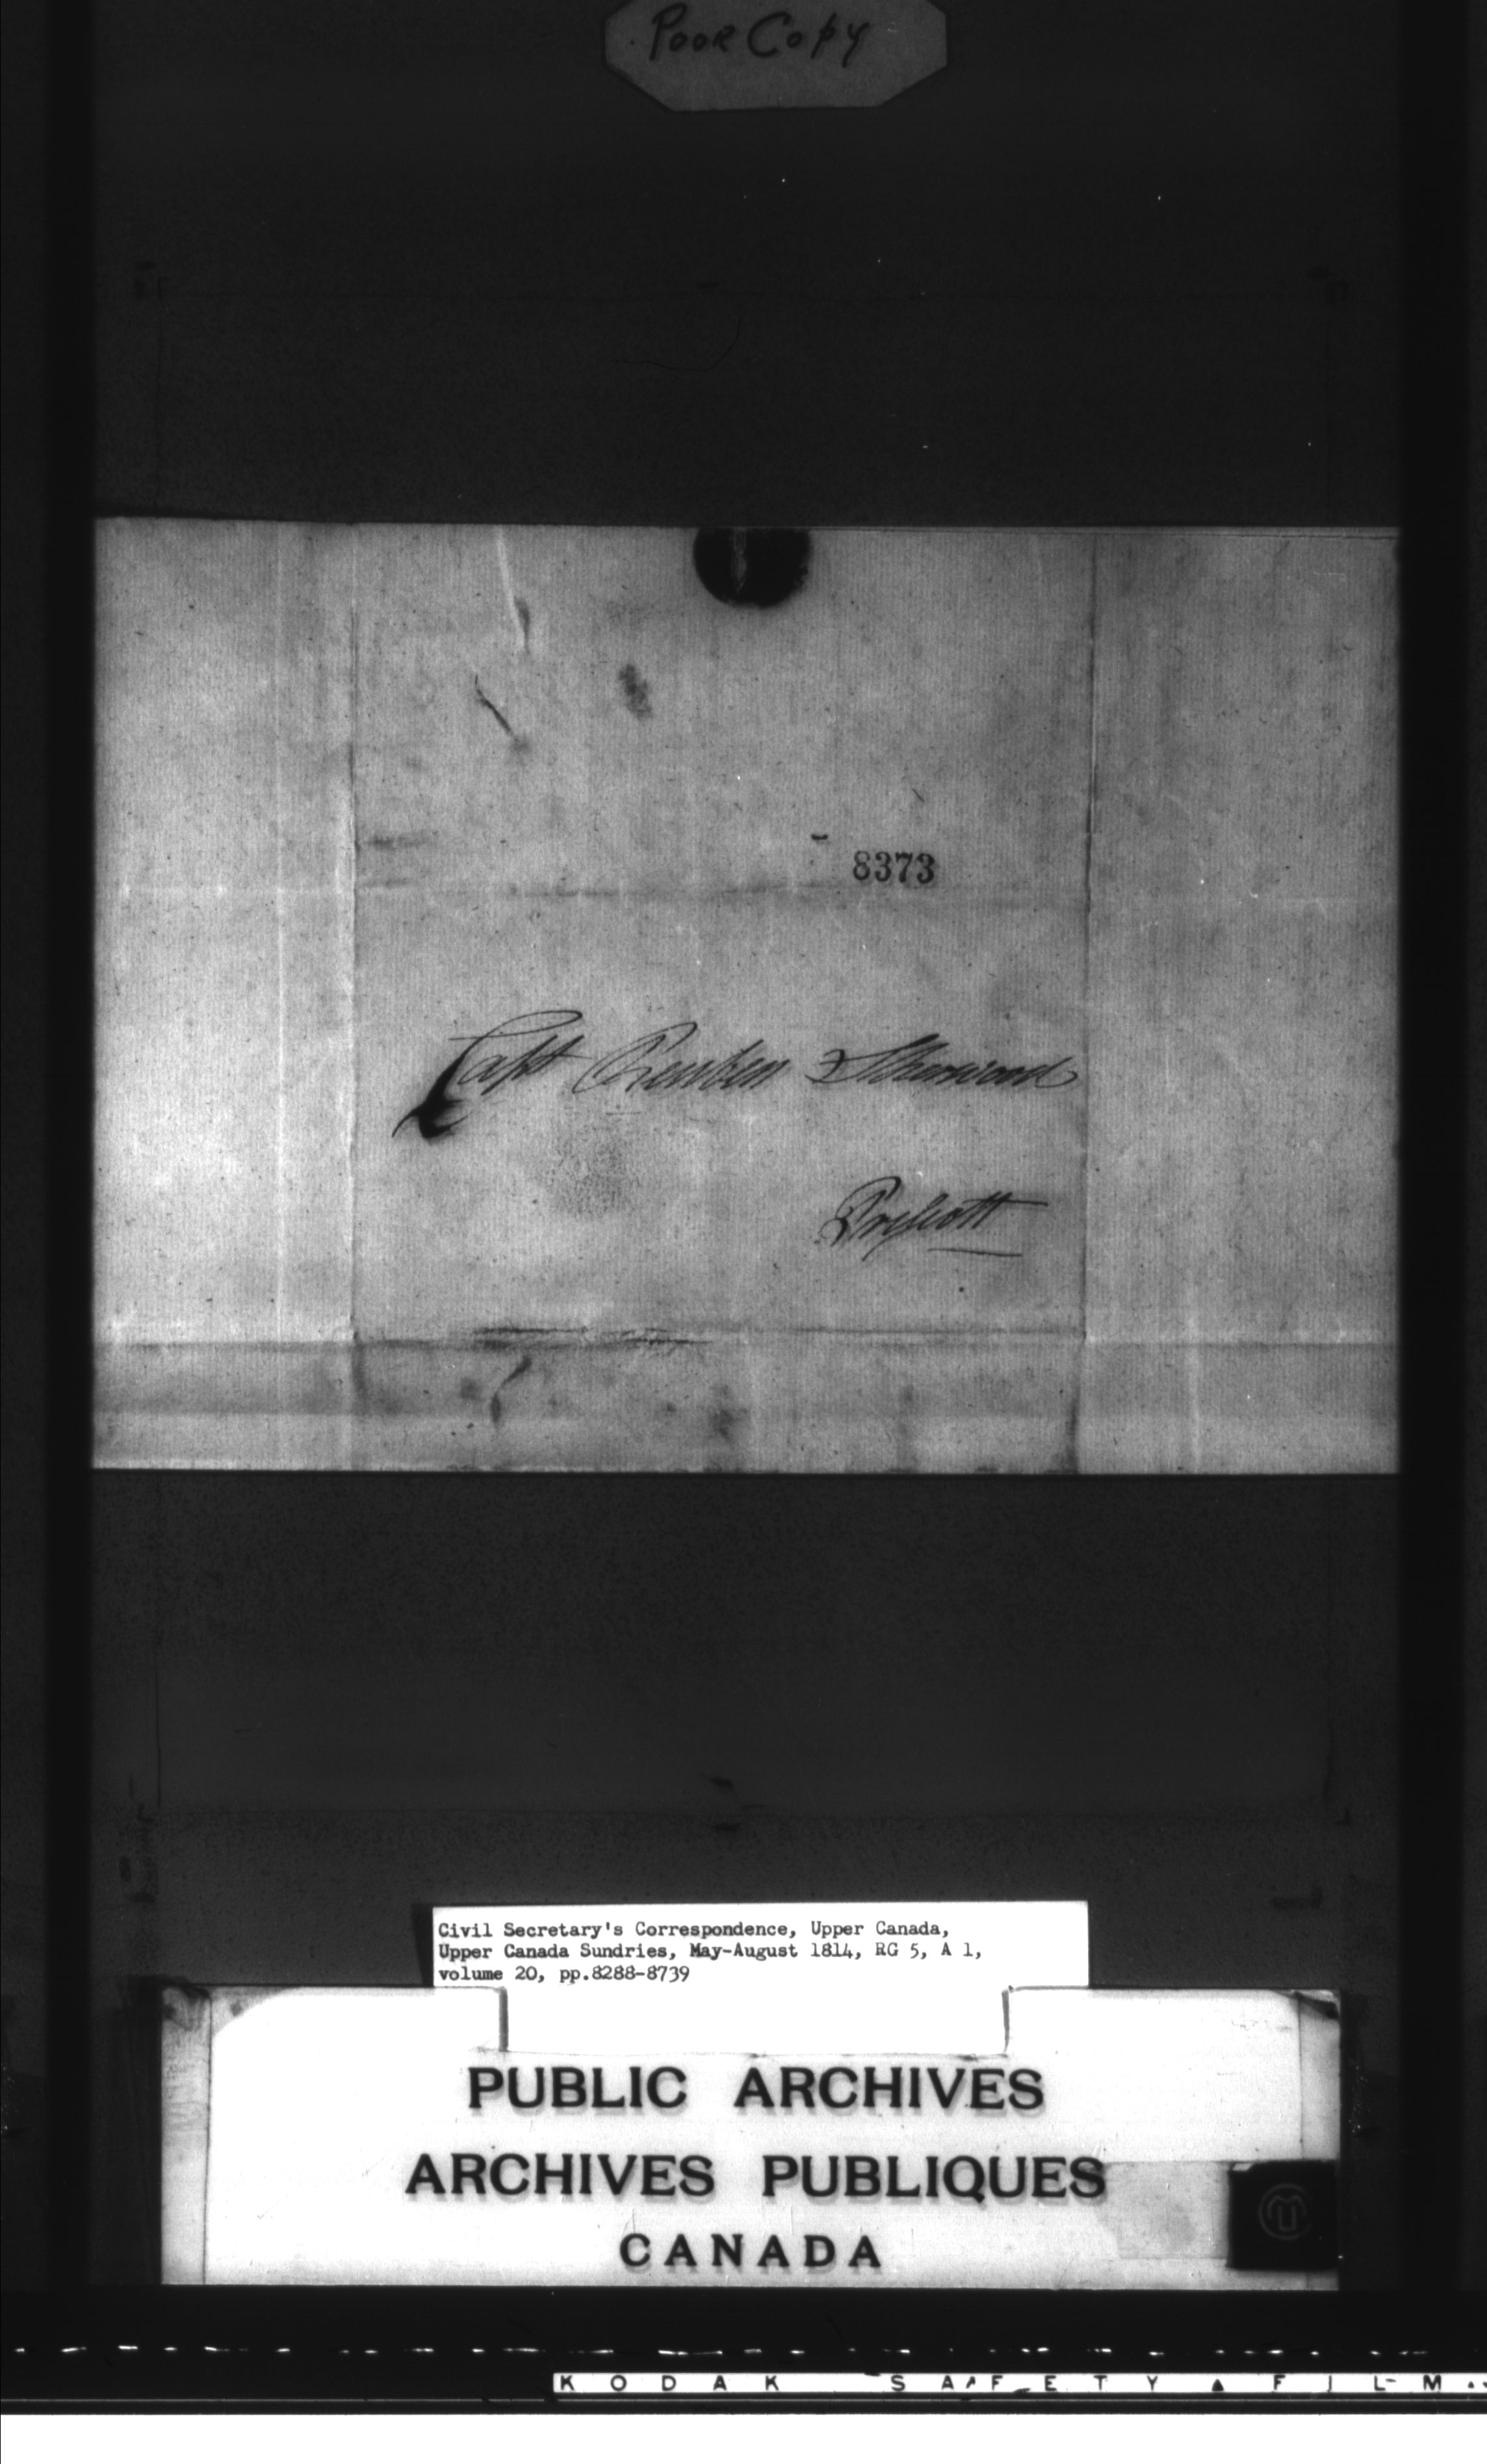 Poor Copy
8373
Capt Reuben Sherwood
Prescott
Civil Secretary's Correspondence, Upper Canada,
Upper Canada Sundries, May-August 1814, RG 5, A 1,
volume 20, pp.8288-8739
PUBLIC ARCHIVES
ARCHIVES PUBLIQUES
CANADA
KODAK SAFETY ▲ FILM